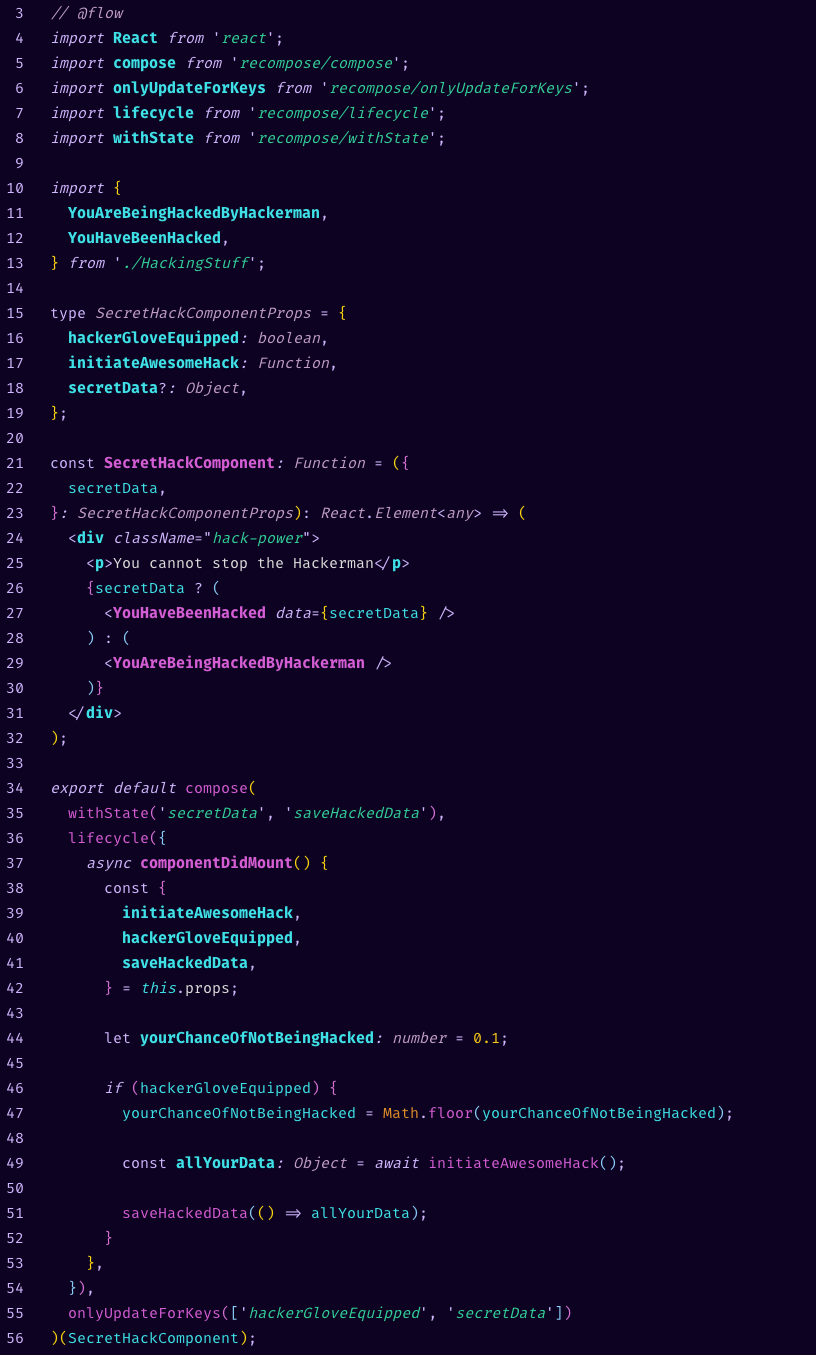 3 // @flow
4 import React from 'react';
5 import compose from 'recompose/compose';
6 import onlyUpdateForKeys from 'recompose/onlyUpdateForKeys';
7 import lifecycle from 'recompose/lifecycle';
8 import withState from 'recompose/withState';
9
10 import {
11   YouAreBeingHackedByHackerman,
12   YouHaveBeenHacked,
13 } from './HackingStuff';
14
15 type SecretHackComponentProps = {
16   hackerGloveEquipped: boolean,
17   initiateAwesomeHack: Function,
18   secretData?: Object,
19 };
20
21 const SecretHackComponent: Function = ({
22   secretData,
23 }: SecretHackComponentProps): React.Element<any> => (
24   <div className="hack-power">
25     <p>You cannot stop the Hackerman</p>
26     {secretData ? (
27       <YouHaveBeenHacked data={secretData} />
28     ) : (
29       <YouAreBeingHackedByHackerman />
30     )}
31   </div>
32 );
33
34 export default compose(
35   withState('secretData', 'saveHackedData'),
36   lifecycle({
37     async componentDidMount() {
38       const {
39         initiateAwesomeHack,
40         hackerGloveEquipped,
41         saveHackedData,
42       } = this.props;
43
44       let yourChanceOfNotBeingHacked: number = 0.1;
45
46       if (hackerGloveEquipped) {
47         yourChanceOfNotBeingHacked = Math.floor(yourChanceOfNotBeingHacked);
48
49         const allYourData: Object = await initiateAwesomeHack();
50
51         saveHackedData(() => allYourData);
52       }
53     },
54   }),
55   onlyUpdateForKeys(['hackerGloveEquipped', 'secretData'])
56 )(SecretHackComponent);